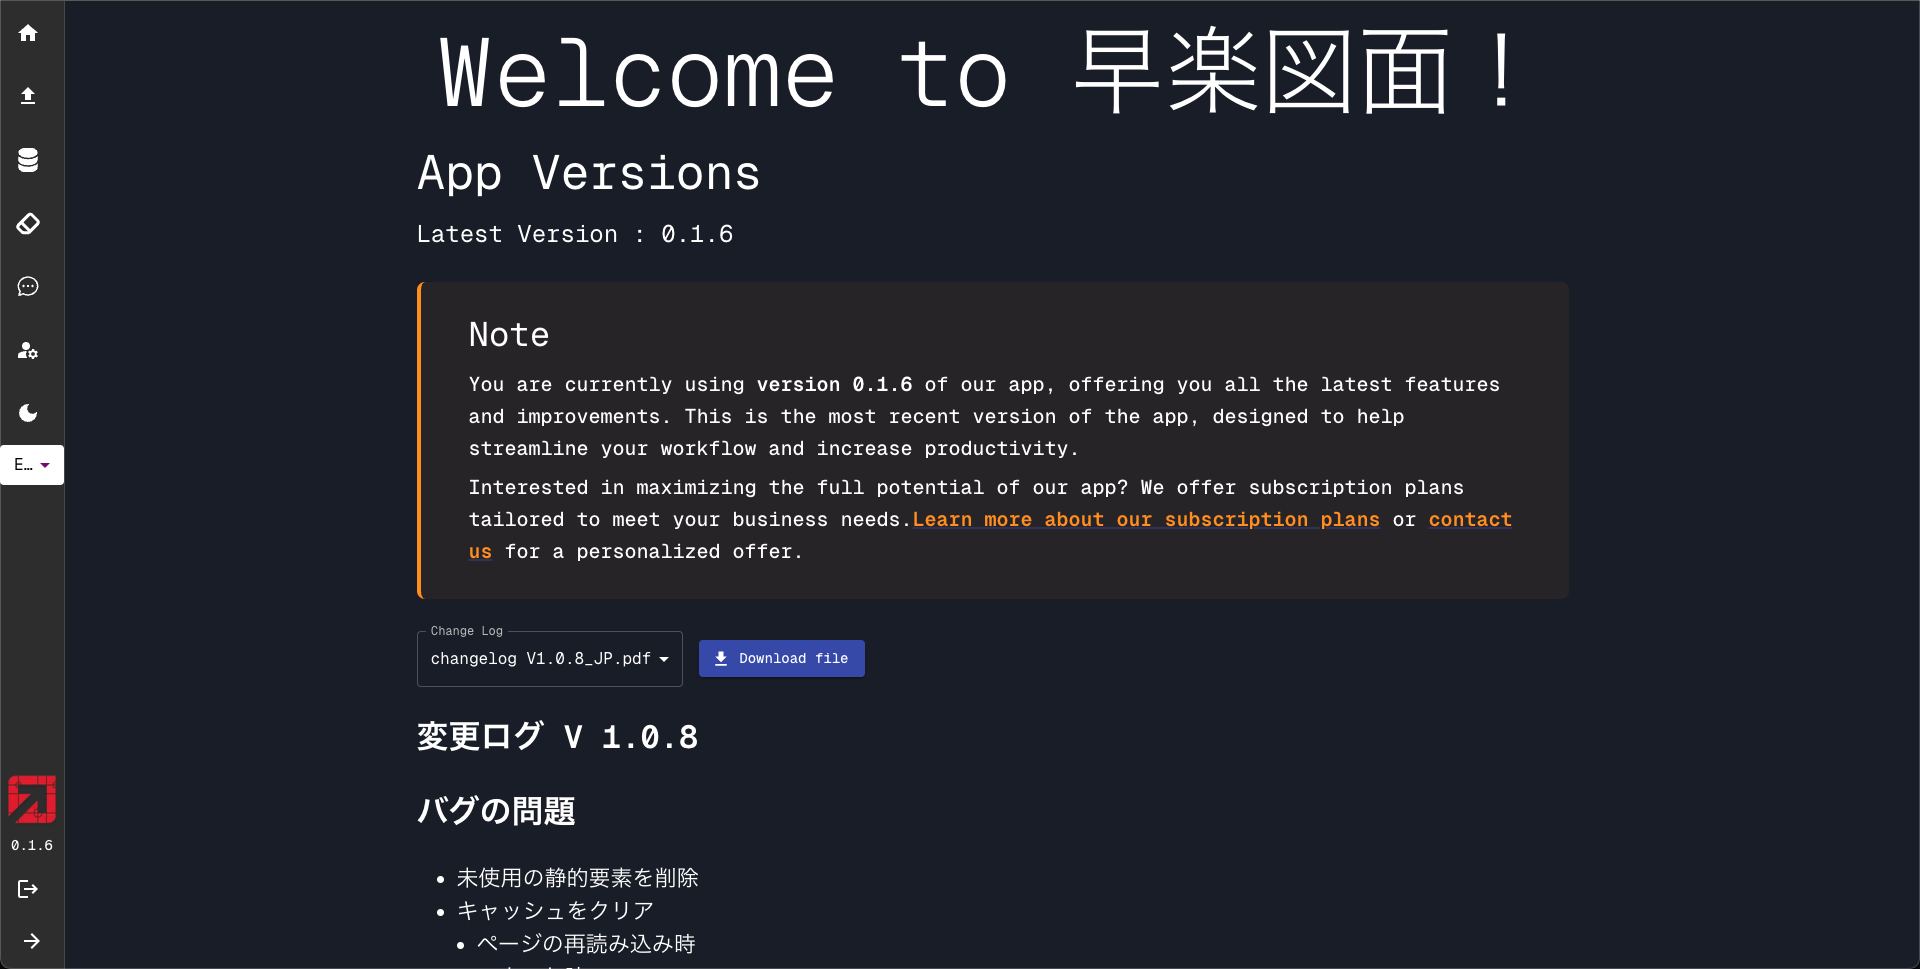 Welcome to 早楽図面！
App Versions
Latest Version : 0.1.6
Note
You are currently using version 0.1.6 of our app, offering you all the latest features
and improvements. This is the most recent version of the app, designed to help
streamline your workflow and increase productivity.
Interested in maximizing the full potential of our app? We offer subscription plans
tailored to meet your business needs.Learn more about our subscription plans or contact
us for a personalized offer.
E…
Change Log
changelog V1.0.8_JP.pdf
Download file
変更ログ V 1.0.8
バグの問題
未使用の静的要素を削除
キャッシュをクリア
ページの再読み込み時
0.1.6